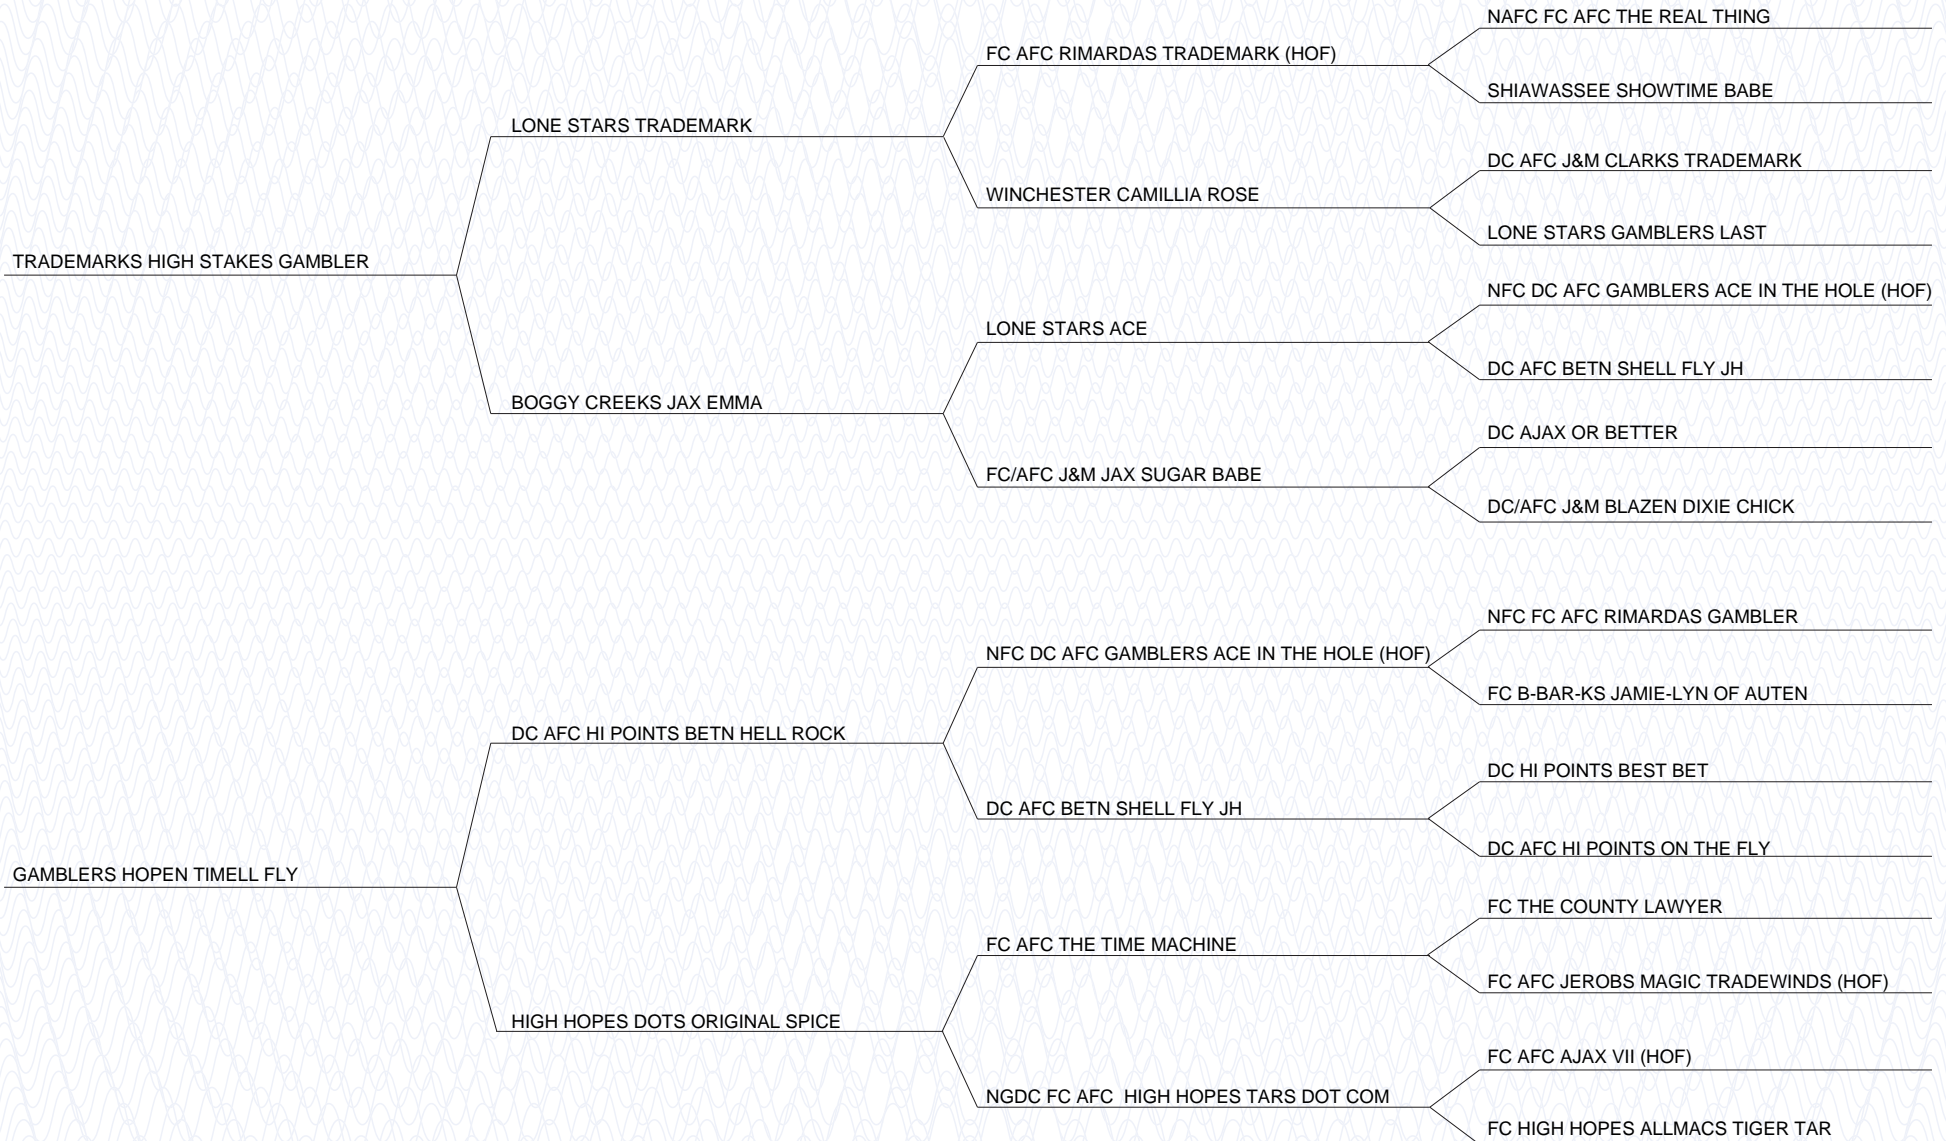 NAFC FC AFC THE REAL THING
FC AFC RIMARDAS TRADEMARK (HOF)
SHIAWASSEE SHOWTIME BABE
LONE STARS TRADEMARK
DC AFC J&M CLARKS TRADEMARK
WINCHESTER CAMILLIA ROSE
LONE STARS GAMBLERS LAST
TRADEMARKS HIGH STAKES GAMBLER
NFC DC AFC GAMBLERS ACE IN THE HOLE (HOF)
LONE STARS ACE
DC AFC BETN SHELL FLY JH
BOGGY CREEKS JAX EMMA
DC AJAX OR BETTER
FC/AFC J&M JAX SUGAR BABE
DC/AFC J&M BLAZEN DIXIE CHICK
NFC FC AFC RIMARDAS GAMBLER
NFC DC AFC GAMBLERS ACE IN THE HOLE (HOF)
FC B-BAR-KS JAMIE-LYN OF AUTEN
DC AFC HI POINTS BETN HELL ROCK
DC HI POINTS BEST BET
DC AFC BETN SHELL FLY JH
DC AFC HI POINTS ON THE FLY
GAMBLERS HOPEN TIMELL FLY
FC THE COUNTY LAWYER
FC AFC THE TIME MACHINE
FC AFC JEROBS MAGIC TRADEWINDS (HOF)
HIGH HOPES DOTS ORIGINAL SPICE
FC AFC AJAX VII (HOF)
NGDC FC AFC  HIGH HOPES TARS DOT COM
FC HIGH HOPES ALLMACS TIGER TAR